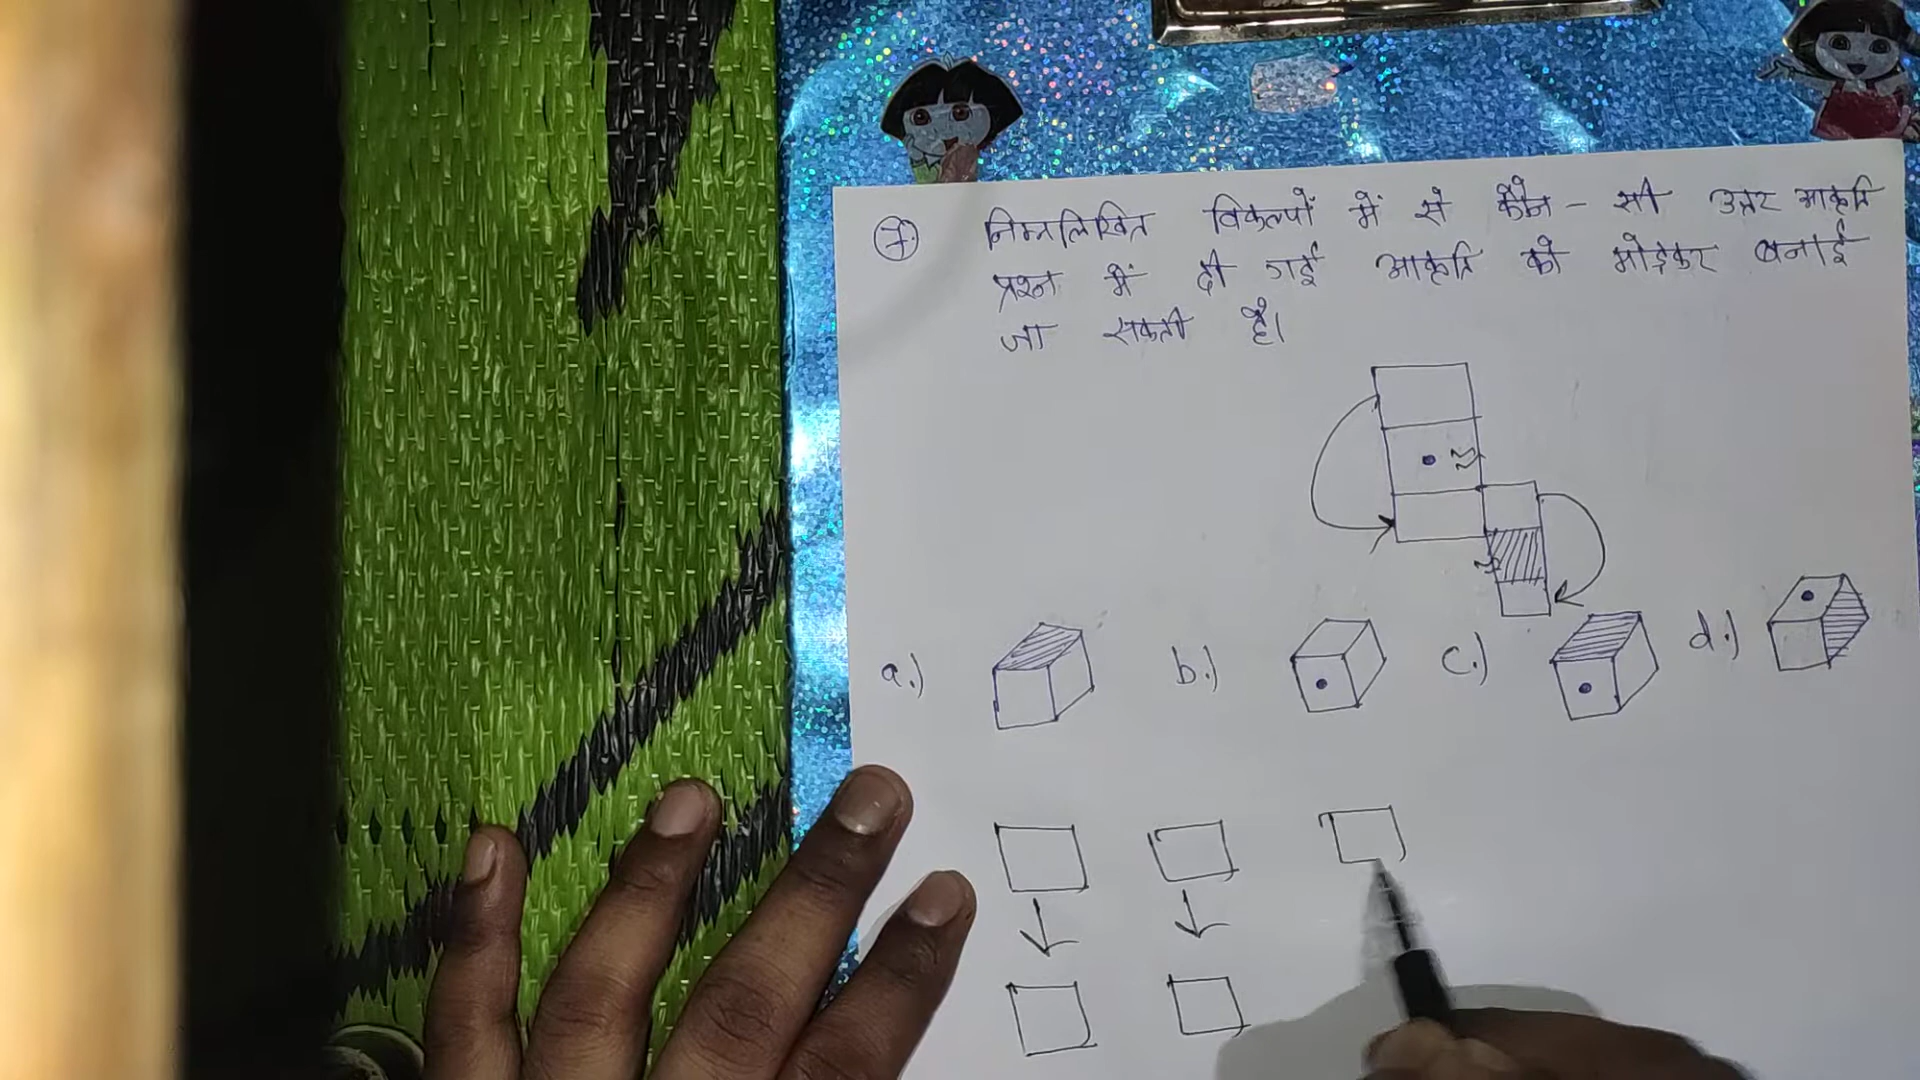 7. निम्नलिखित विकल्पों में से कौन - सी उत्तर आकृति
प्रश्न में दी गई आकृति को मोड़कर बनाई
जा सकती है।
a.) b.) c.) d.)